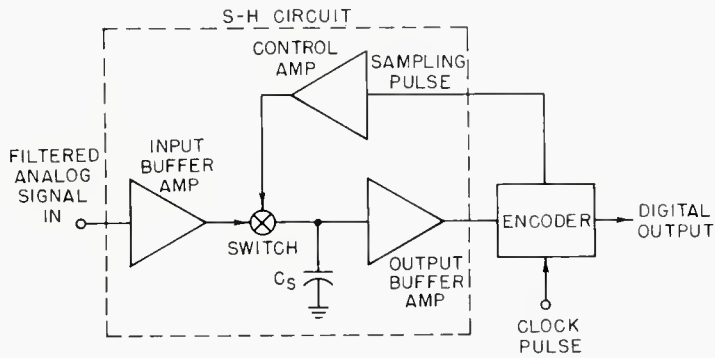 S-H CIRCUIT
CONTROL
AMP
SAMPLING
PULSE
FILTERED
ANALOG
SIGNAL
IN
INPUT
BUFFER
AMP
SWITCH
CS
OUTPUT
BUFFER
AMP
ENCODER
DIGITAL
OUTPUT
CLOCK
PULSE